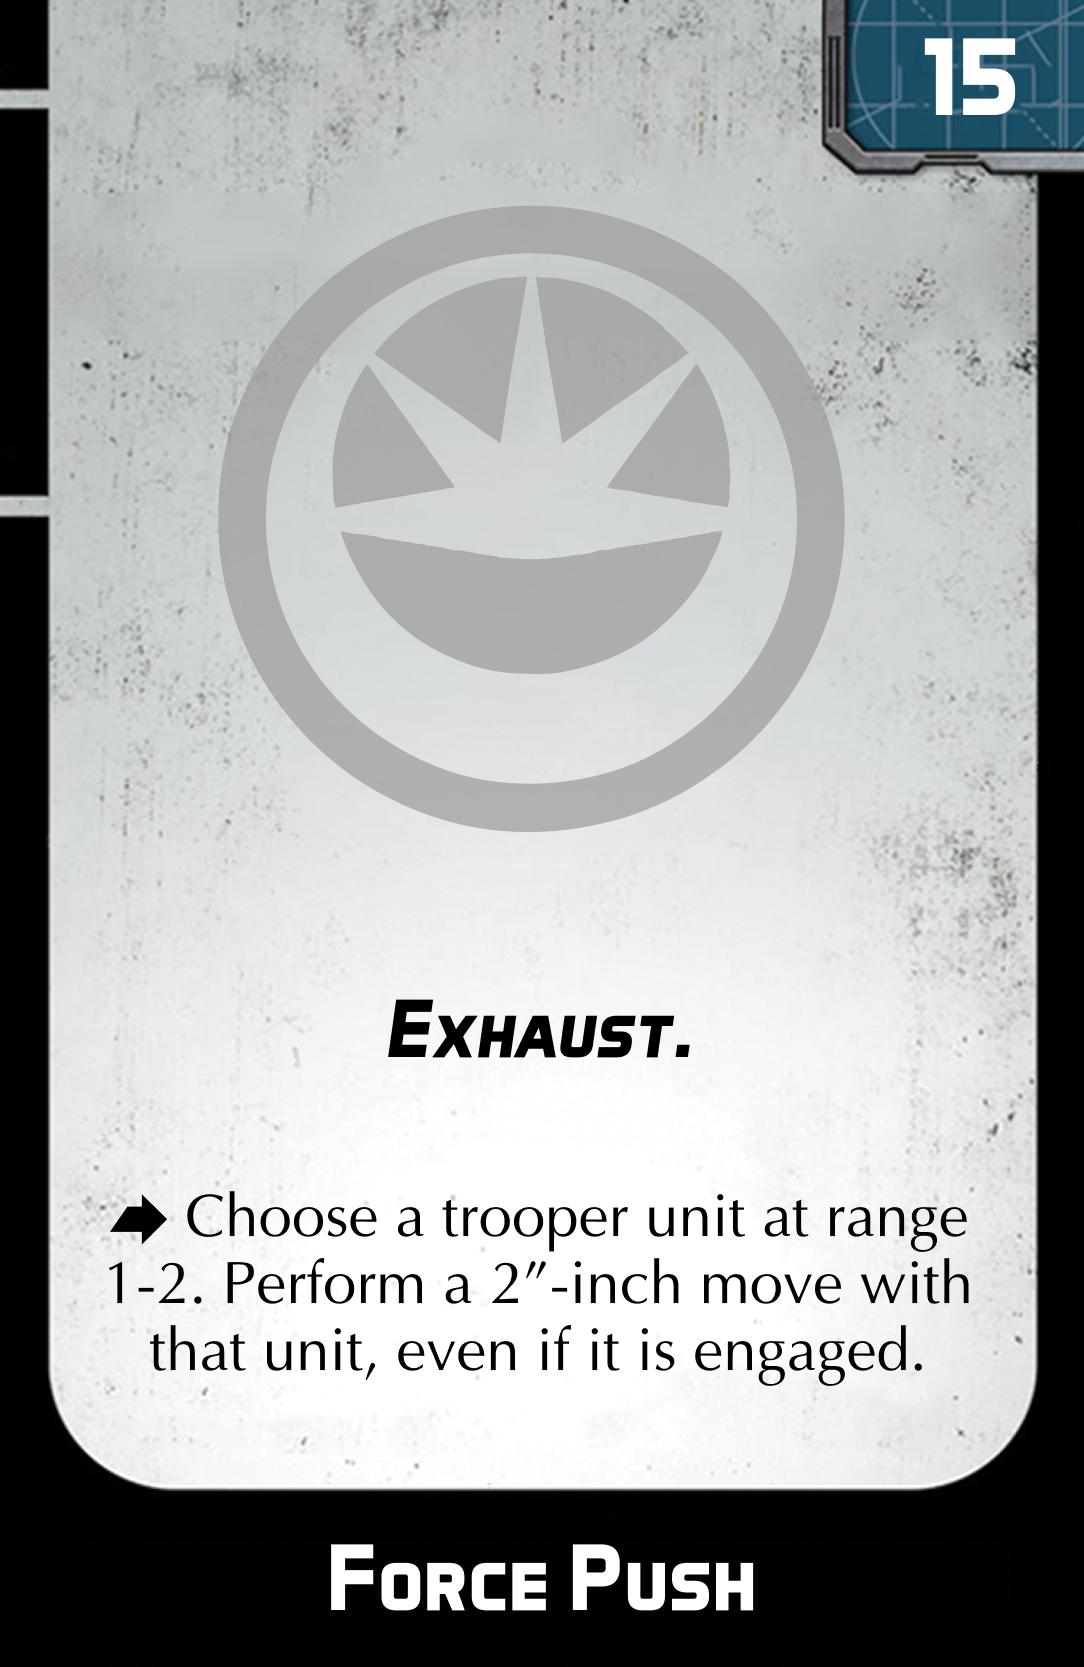 15
Exhaust.
Choose a trooper unit at range
1-2. Perform a 2″-inch move with
that unit, even if it is engaged.
Force Push